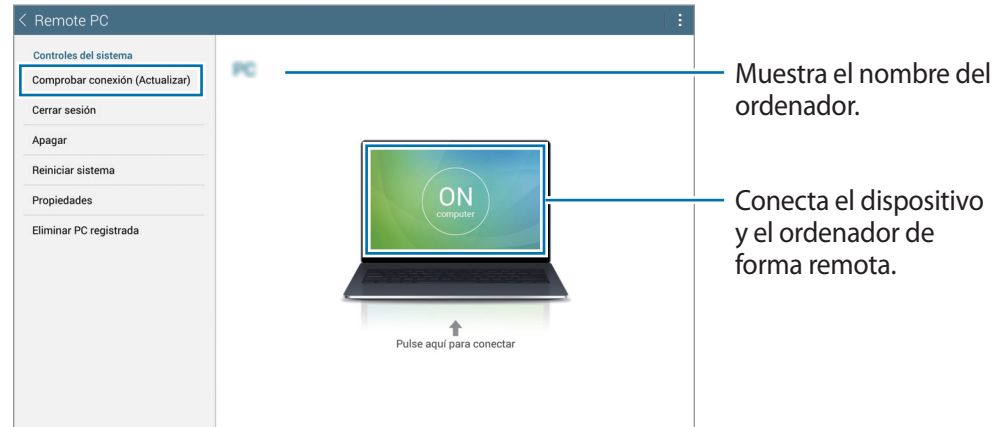 Remote PC
Controles del sistema
Comprobar conexión (Actualizar)
Cerrar sesión
Apagar
Reiniciar sistema
Propiedades
Eliminar PC registrada
PC
ON
computer
Pulse aquí para conectar
Muestra el nombre del
ordenador.
Conecta el dispositivo
y el ordenador de
forma remota.